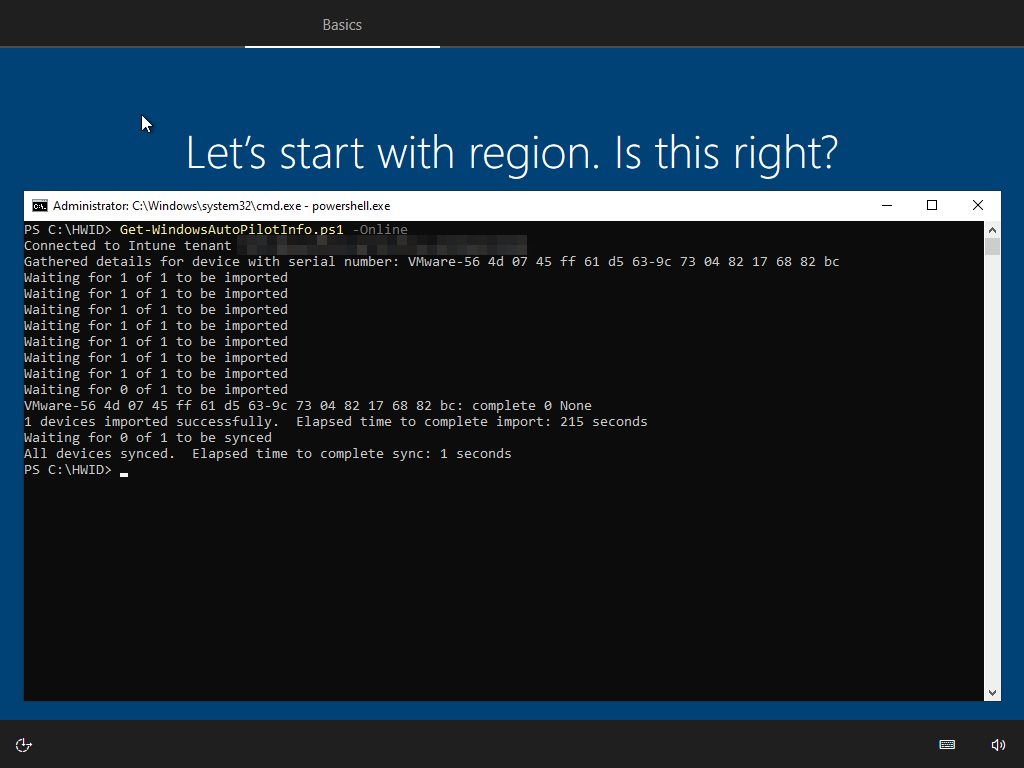 Basics
Let's start with region. Is this right?
Administrator: C:\Windows\system32\cmd.exe - powershell.exe
PS C:\HWID> Get-WindowsAutoPilotInfo.ps1 -Online
Connected to Intune tenant
Gathered details for device with serial number: VMware-56 4d 07 45 ff 61 d5 63-9c 73 04 82 17 68 82 bc
Waiting for 1 of 1 to be imported
Waiting for 1 of 1 to be imported
Waiting for 1 of 1 to be imported
Waiting for 1 of 1 to be imported
Waiting for 1 of 1 to be imported
Waiting for 1 of 1 to be imported
Waiting for 1 of 1 to be imported
Waiting for 0 of 1 to be imported
VMware-56 4d 07 45 ff 61 d5 63-9c 73 04 82 17 68 82 bc: complete 0 None
1 devices imported successfully.  Elapsed time to complete import: 215 seconds
Waiting for 0 of 1 to be synced
All devices synced.  Elapsed time to complete sync: 1 seconds
PS C:\HWID>